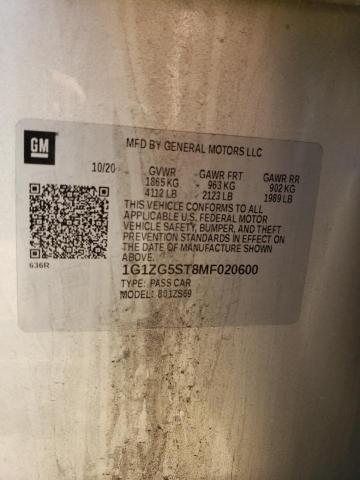 GM
MFD BY GENERAL MOTORS LLC
10/20 GVWR GAWR FRT GAWR RR
1865 KG 963 KG 902 KG
4112 LB 2123 LB 1989 LB
THIS VEHICLE CONFORMS TO ALL
APPLICABLE U.S. FEDERAL MOTOR
VEHICLE SAFETY, BUMPER, AND THEFT
PREVENTION STANDARDS IN EFFECT ON
THE DATE OF MANUFACTURE SHOWN
ABOVE.
636R
1G1ZG5ST8MF020600
TYPE: PASS CAR
MODEL: 801ZS69